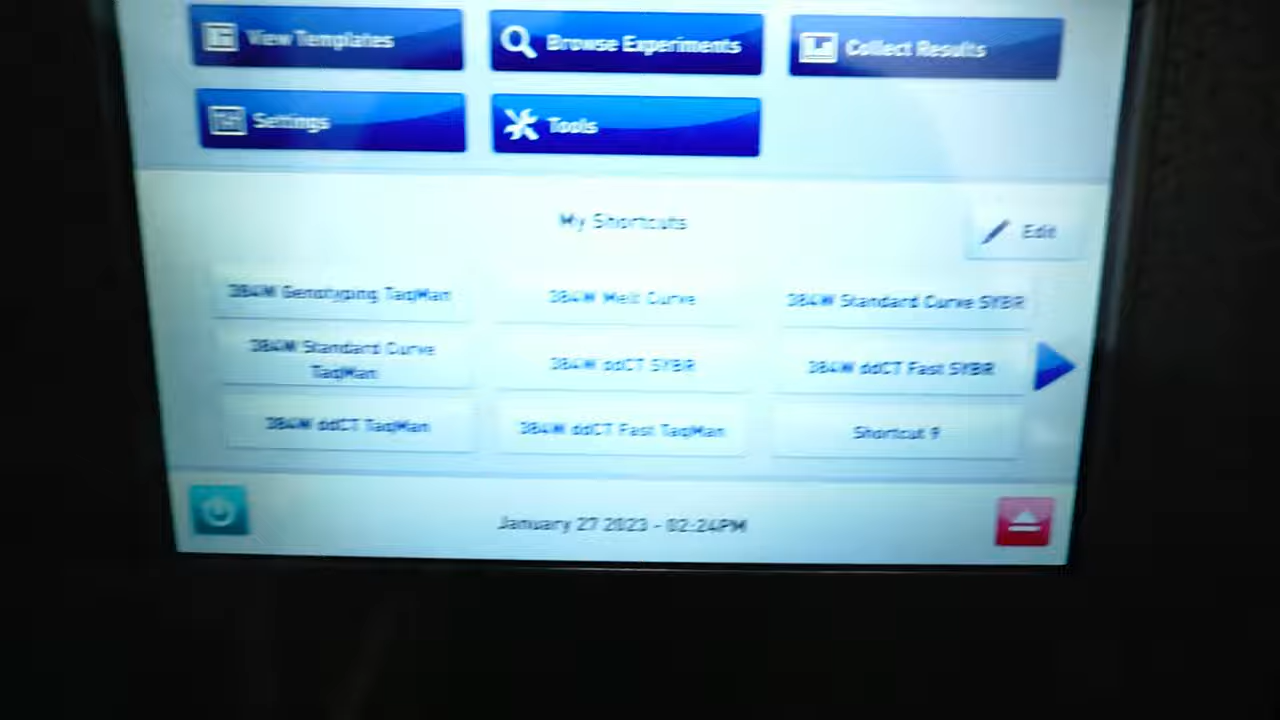 View Templates
Browse Experiments
Collect Results
Settings
Tools
My Shortcuts
Edit
384W Genotyping TaqMan
384W Melt Curve
384W Standard Curve SYBR
384W Standard Curve
TaqMan
384W ddCT SYBR
384W ddCT Fast SYBR
384W ddCT TaqMan
384W ddCT Fast TaqMan
Shortcut 9
January 27 2023 - 02:24PM